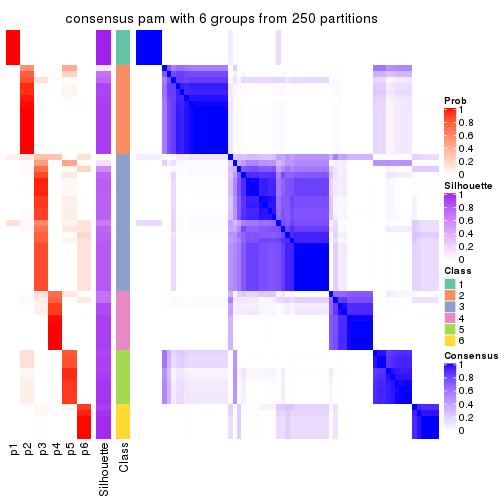 consensus pam with 6 groups from 250 partitions
Prob
1
0.8
0.6
0.4
0.2
0
Silhouette
1
0.8
0.6
0.4
0.2
0
Class
1
2
3
4
5
6
Consensus
1
0.8
0.6
0.4
0.2
0
p1
p2
p3
p4
p5
p6
Silhouette
Class